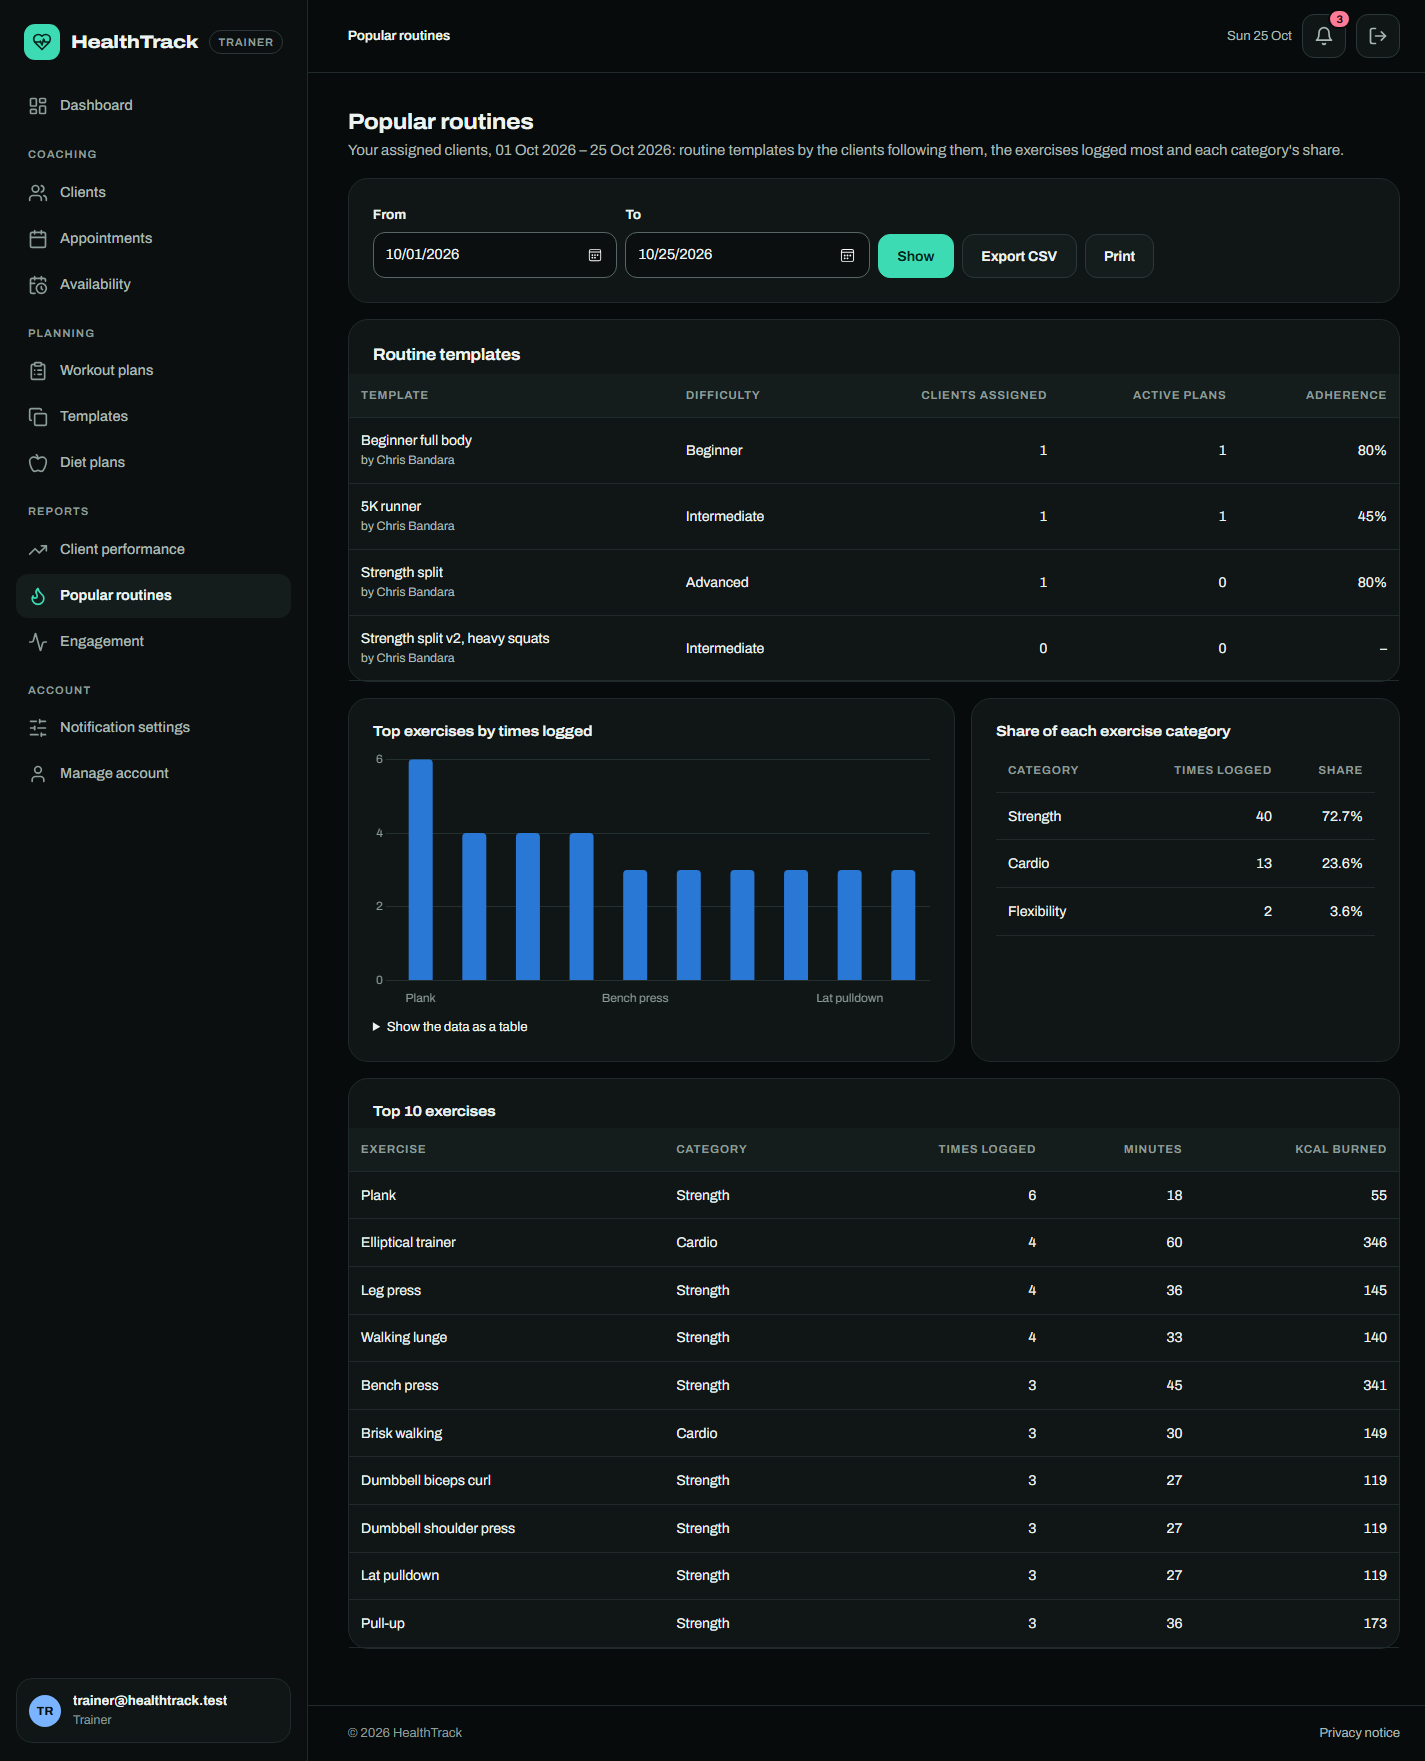 HealthTrack TRAINER
Dashboard
COACHING
Clients
Appointments
Availability
PLANNING
Workout plans
Templates
Diet plans
REPORTS
Client performance
Popular routines
Engagement
ACCOUNT
Notification settings
Manage account
TR
trainer@healthtrack.test
Trainer
Popular routines
Sun 25 Oct
3
Popular routines
Your assigned clients, 01 Oct 2026 – 25 Oct 2026: routine templates by the clients following them, the exercises logged most and each category's share.
From To
10/01/2026 10/25/2026 Show Export CSV Print
Routine templates
TEMPLATE DIFFICULTY CLIENTS ASSIGNED ACTIVE PLANS ADHERENCE
Beginner full body
by Chris Bandara
Beginner 1 1 80%
5K runner
by Chris Bandara
Intermediate 1 1 45%
Strength split
by Chris Bandara
Advanced 1 0 80%
Strength split v2, heavy squats
by Chris Bandara
Intermediate 0 0 –
Top exercises by times logged
6
4
2
0
Plank Bench press Lat pulldown
Show the data as a table
Share of each exercise category
CATEGORY TIMES LOGGED SHARE
Strength 40 72.7%
Cardio 13 23.6%
Flexibility 2 3.6%
Top 10 exercises
EXERCISE CATEGORY TIMES LOGGED MINUTES KCAL BURNED
Plank Strength 6 18 55
Elliptical trainer Cardio 4 60 346
Leg press Strength 4 36 145
Walking lunge Strength 4 33 140
Bench press Strength 3 45 341
Brisk walking Cardio 3 30 149
Dumbbell biceps curl Strength 3 27 119
Dumbbell shoulder press Strength 3 27 119
Lat pulldown Strength 3 27 119
Pull-up Strength 3 36 173
© 2026 HealthTrack
Privacy notice